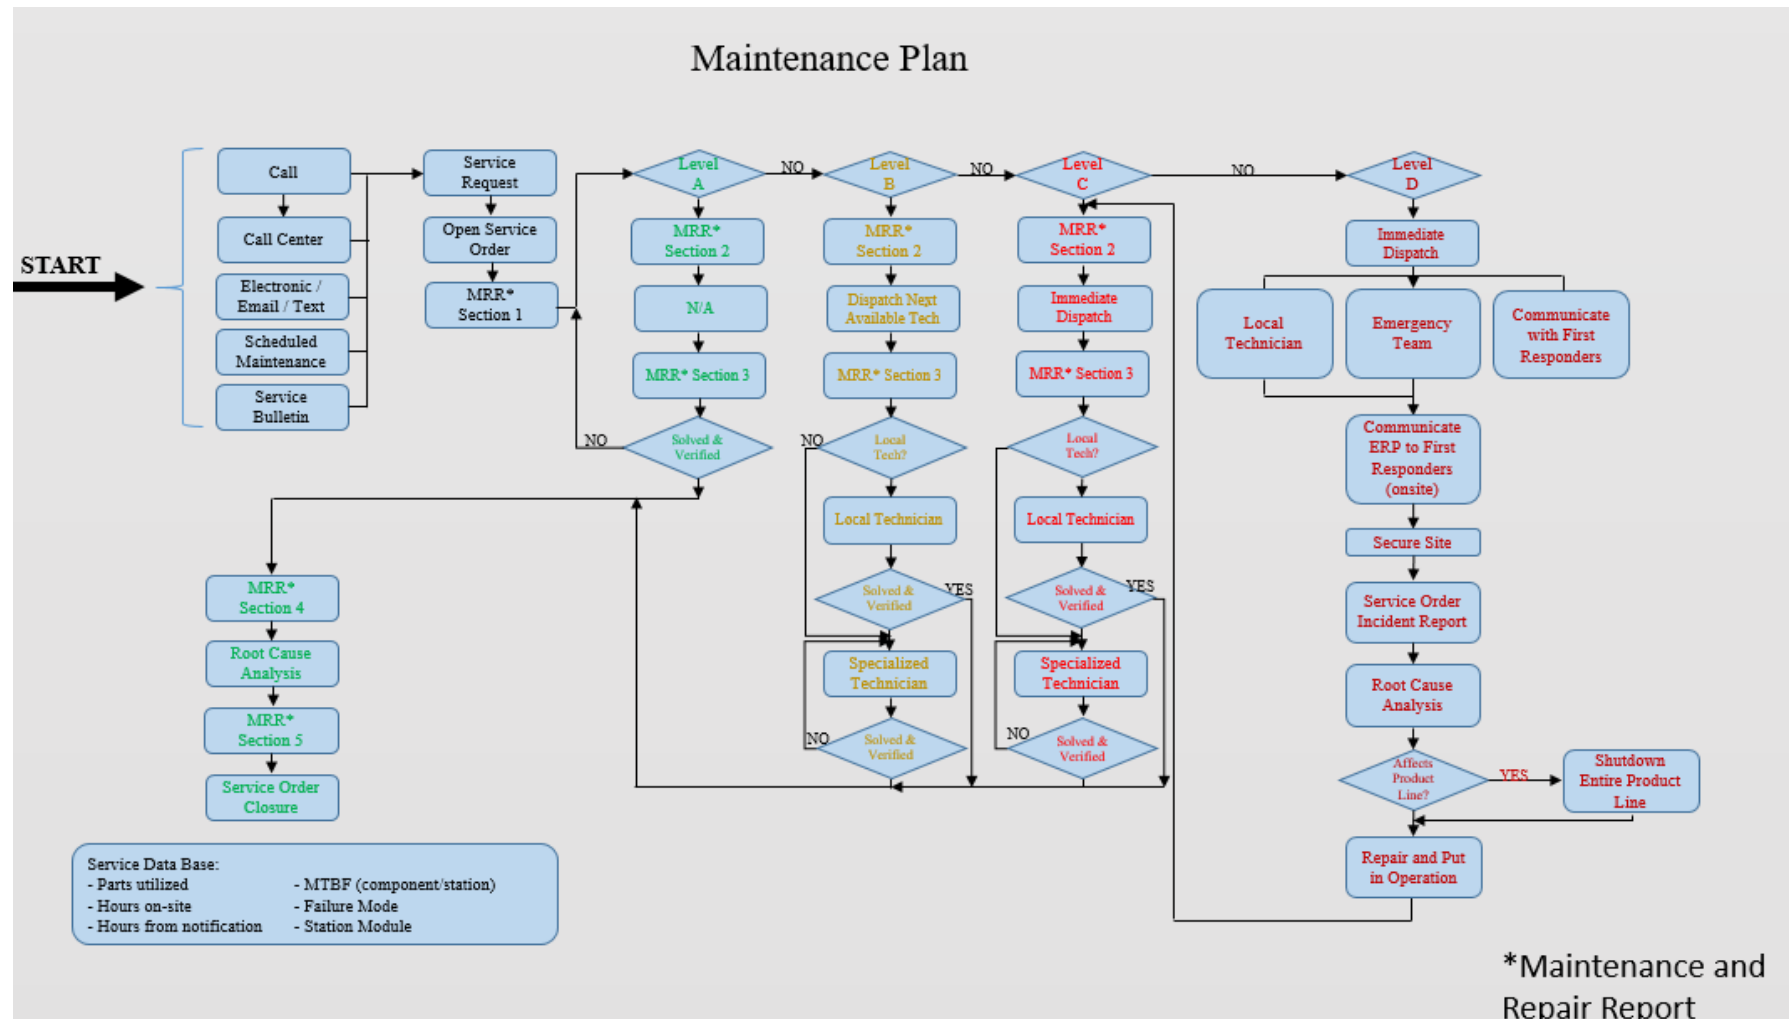 Maintenance Plan
START
Call
Call Center
Electronic /
Email / Text
Scheduled
Maintenance
Service
Bulletin
Service
Request
Open Service
Order
MRR*
Section 1
Level
A
NO
MRR*
Section 2
N/A
MRR* Section 3
Solved &
Verified
NO
MRR*
Section 4
Root Cause
Analysis
MRR*
Section 5
Service Order
Closure
Level
B
NO
MRR*
Section 2
Dispatch Next
Available Tech
MRR* Section 3
Local
Tech?
NO
Local Technician
Solved &
Verified
YES
Specialized
Technician
Solved &
Verified
NO
Level
C
NO
MRR*
Section 2
Immediate
Dispatch
MRR* Section 3
Local
Tech?
Local Technician
Solved &
Verified
YES
Specialized
Technician
Solved &
Verified
NO
Level
D
Immediate
Dispatch
Local
Technician
Emergency
Team
Communicate
with First
Responders
Communicate
ERP to First
Responders
(onsite)
Secure Site
Service Order
Incident Report
Root Cause
Analysis
Affects
Product
Line?
YES
Shutdown
Entire Product
Line
Repair and Put
in Operation
Service Data Base:
- Parts utilized
- Hours on-site
- Hours from notification
- MTBF (component/station)
- Failure Mode
- Station Module
*Maintenance and
Repair Report